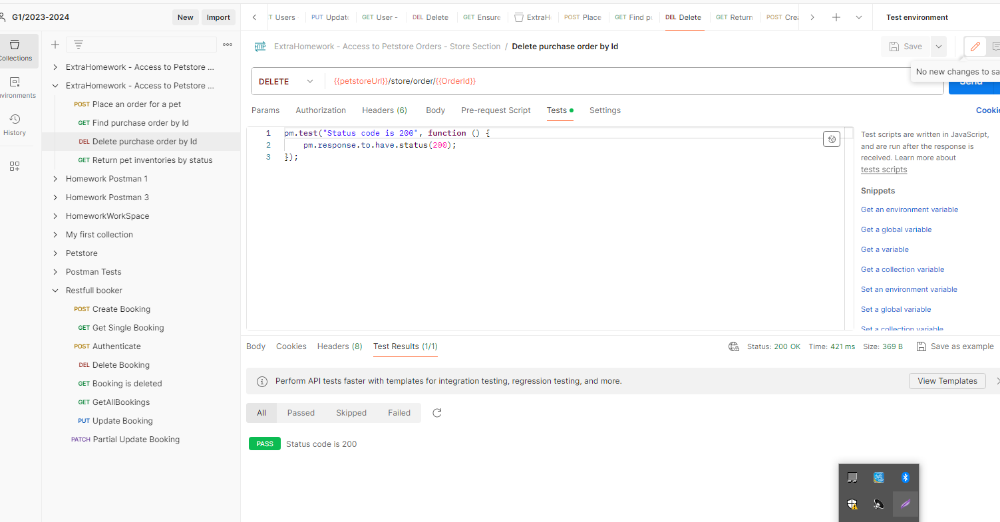 G1/2023-2024
New
Import
Users
PUT Update
GET User -
DEL Delete
GET Ensure
ExtraH
POST Place
GET Find p
DEL Delete
GET Return
POST Crea
Test environment
Collections
Environments
History
ExtraHomework - Access to Petstore ...
ExtraHomework - Access to Petstore ...
POST Place an order for a pet
GET Find purchase order by Id
DEL Delete purchase order by Id
GET Return pet inventories by status
Homework Postman 1
Homework Postman 3
HomeworkWorkSpace
My first collection
Petstore
Postman Tests
Restfull booker
POST Create Booking
GET Get Single Booking
POST Authenticate
DEL Delete Booking
GET Booking is deleted
GET GetAllBookings
PUT Update Booking
PATCH Partial Update Booking
HTTP ExtraHomework - Access to Petstore Orders - Store Section / Delete purchase order by Id
Save
No new changes to sa
DELETE {{petstoreUrl}}/store/order/{{OrderId}}
Send
Params Authorization Headers (6) Body Pre-request Script Tests Settings
Cookie
1 pm.test("Status code is 200", function () {
2 pm.response.to.have.status(200);
3 });
Test scripts are written in JavaScript,
and are run after the response is
received. Learn more about
tests scripts
Snippets
Get an environment variable
Get a global variable
Get a variable
Get a collection variable
Set an environment variable
Set a global variable
Set a collection variable
Body Cookies Headers (8) Test Results (1/1)
Status: 200 OK Time: 421 ms Size: 369 B Save as example
Perform API tests faster with templates for integration testing, regression testing, and more.
View Templates
All Passed Skipped Failed
PASS Status code is 200